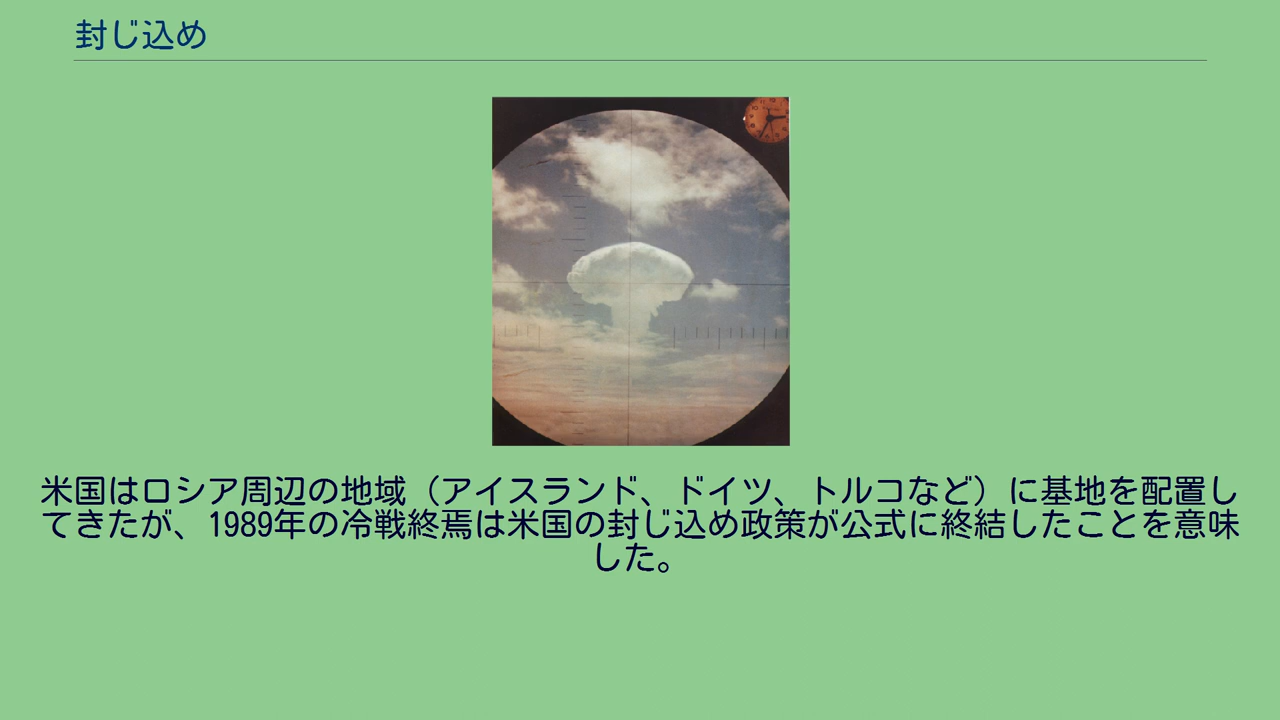 封じ込め
米国はロシア周辺の地域（アイスランド、ドイツ、トルコなど）に基地を配置し
てきたが、1989年の冷戦終焉は米国の封じ込め政策が公式に終結したことを意味
した。